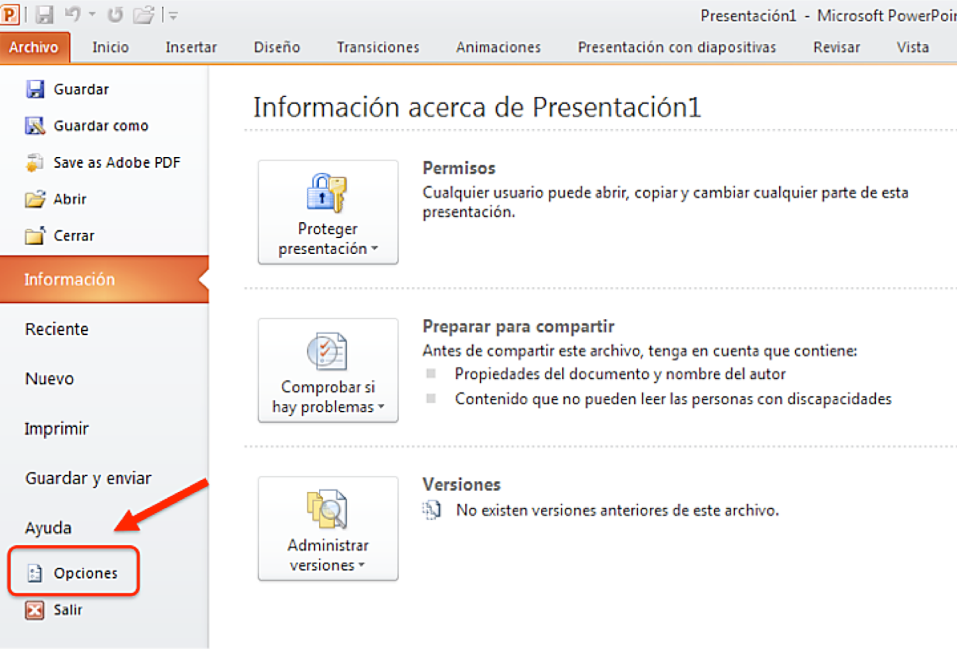 Presentación1 - Microsoft PowerPoin
Archivo Inicio Insertar Diseño Transiciones Animaciones Presentación con diapositivas Revisar Vista
Guardar
Guardar como
Save as Adobe PDF
Abrir
Cerrar
Información
Reciente
Nuevo
Imprimir
Guardar y enviar
Ayuda
Opciones
Salir
Información acerca de Presentación1
Proteger
presentación
Permisos
Cualquier usuario puede abrir, copiar y cambiar cualquier parte de esta
presentación.
Comprobar si
hay problemas
Preparar para compartir
Antes de compartir este archivo, tenga en cuenta que contiene:
Propiedades del documento y nombre del autor
Contenido que no pueden leer las personas con discapacidades
Administrar
versiones
Versiones
No existen versiones anteriores de este archivo.